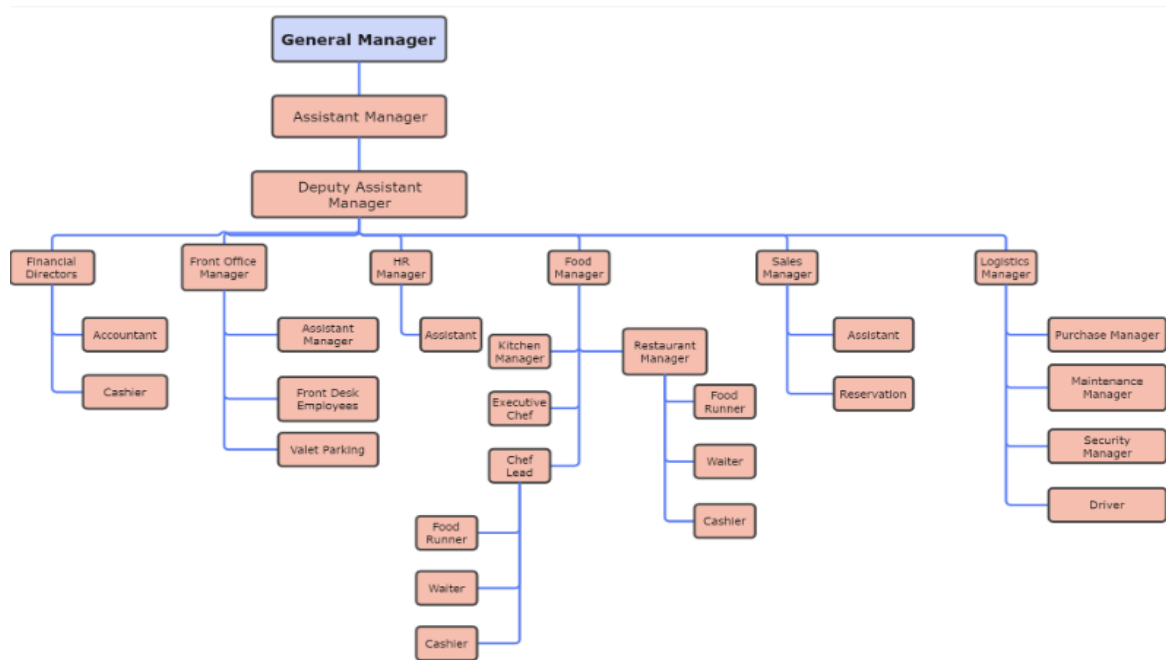 General Manager
Assistant Manager
Deputy Assistant
Manager
Financial
Directors
Front Office
Manager
HR
Manager
Food
Manager
Sales
Manager
Logistics
Manager
Accountant
Cashier
Assistant
Manager
Front Desk
Employees
Valet Parking
Assistant
Kitchen
Manager
Executive
Chef
Chef
Lead
Food
Runner
Waiter
Cashier
Restaurant
Manager
Food
Runner
Waiter
Cashier
Assistant
Reservation
Purchase Manager
Maintenance
Manager
Security
Manager
Driver